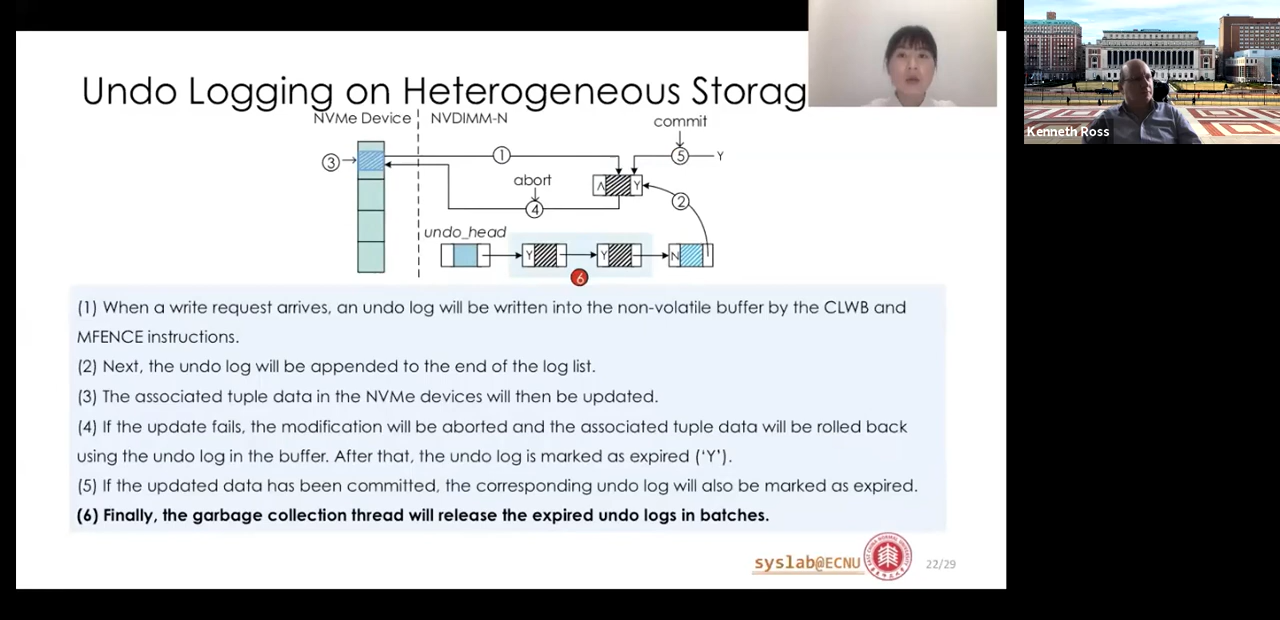 Undo Logging on Heterogeneous Storag
NVMe Device
NVDIMM-N
commit
3
1
5
Y
abort
Y
4
2
undo_head
Y
Y
N
6
(1) When a write request arrives, an undo log will be written into the non-volatile buffer by the CLWB and
MFENCE instructions.
(2) Next, the undo log will be appended to the end of the log list.
(3) The associated tuple data in the NVMe devices will then be updated.
(4) If the update fails, the modification will be aborted and the associated tuple data will be rolled back
using the undo log in the buffer. After that, the undo log is marked as expired (‘Y’).
(5) If the updated data has been committed, the corresponding undo log will also be marked as expired.
(6) Finally, the garbage collection thread will release the expired undo logs in batches.
syslab@ECNU
22/29
Kenneth Ross